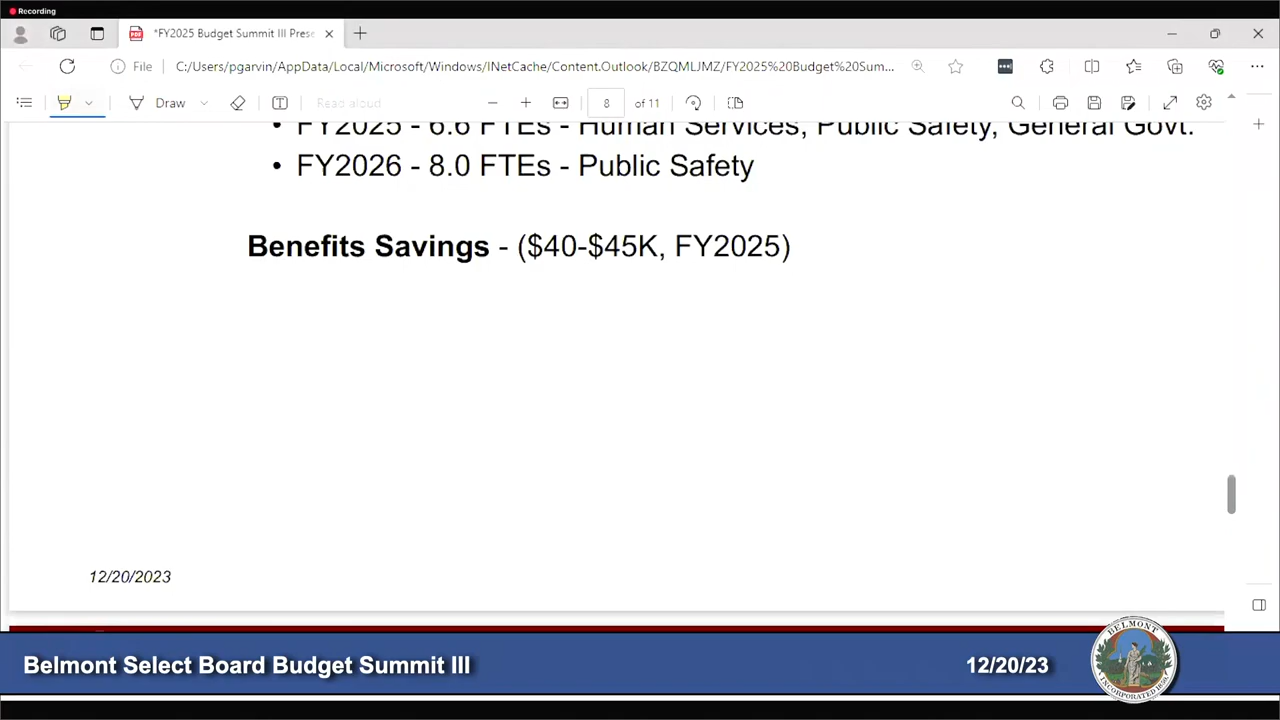 Recording
*FY2025 Budget Summit III Prese
File
C:/Users/pgarvin/AppData/Local/Microsoft/Windows/INetCache/Content.Outlook/BZQMLJMZ/FY2025%20Budget%20Sum...
Draw
Read aloud
8
of 11
• FY2025 - 6.6 FTEs - Human Services, Public Safety, General Govt.
• FY2026 - 8.0 FTEs - Public Safety
Benefits Savings - ($40-$45K, FY2025)
12/20/2023
Belmont Select Board Budget Summit III
12/20/23
BELMONT